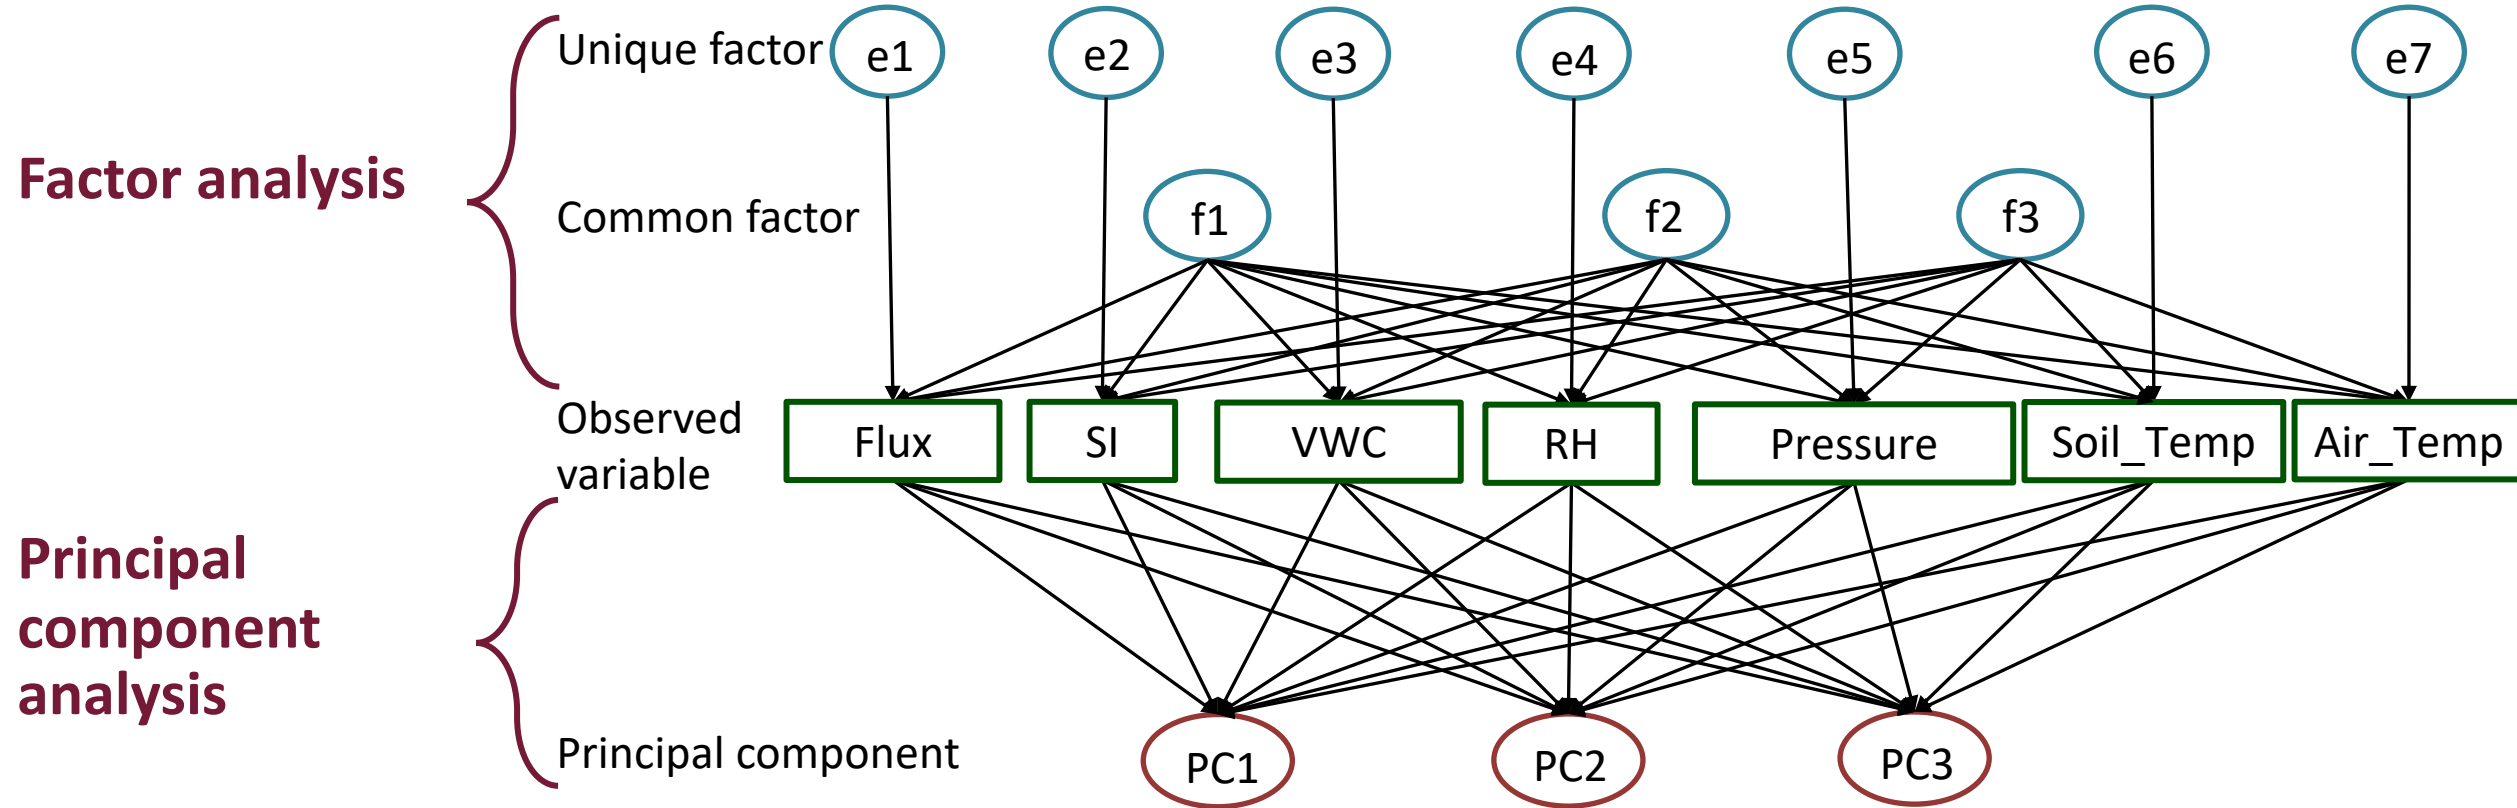 Unique factor
e1
e2
e3
e4
e5
e6
e7
Factor analysis
Common factor
f1
f2
f3
Observed
variable
Flux
SI
VWC
RH
Pressure
Soil_Temp
Air_Temp
Principal
component
analysis
Principal component
PC1
PC2
PC3